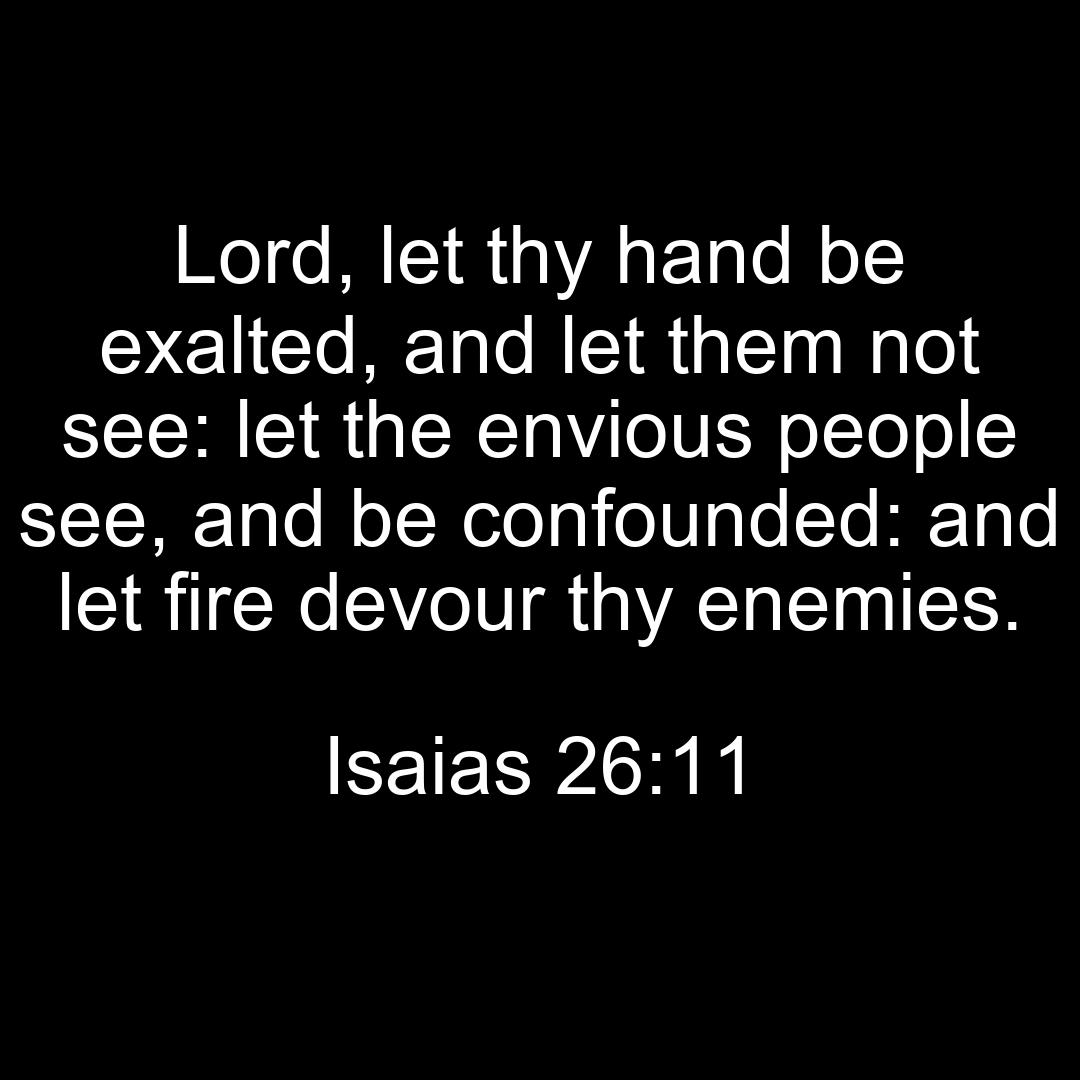 Lord, let thy hand be
exalted, and let them not
see: let the envious people
see, and be confounded: and
let fire devour thy enemies.
Isaias 26:11